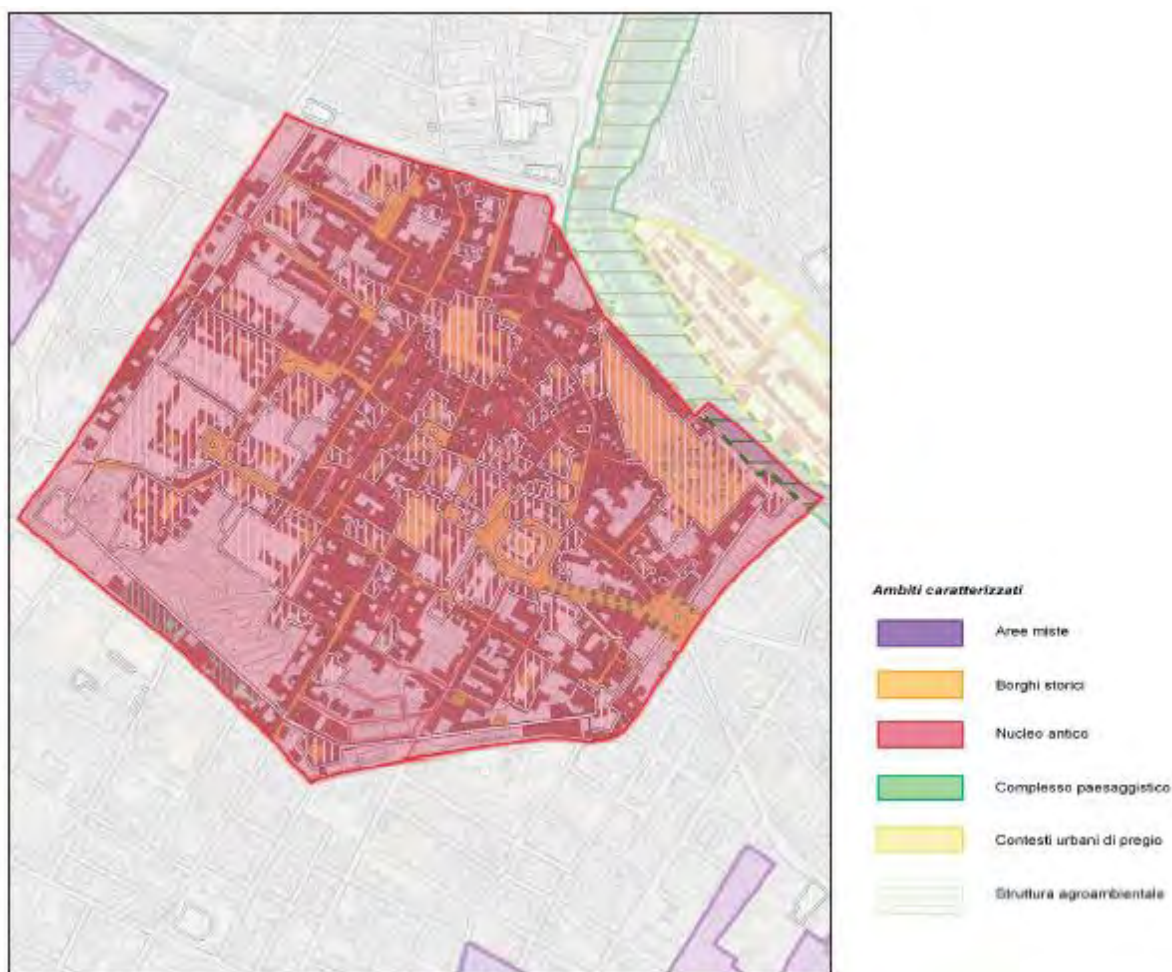 Ambiti caratterizzati
Aree miste
Borghi storici
Nucleo antico
Complesso paesaggistico
Contesti urbani di pregio
Struttura agroambientale